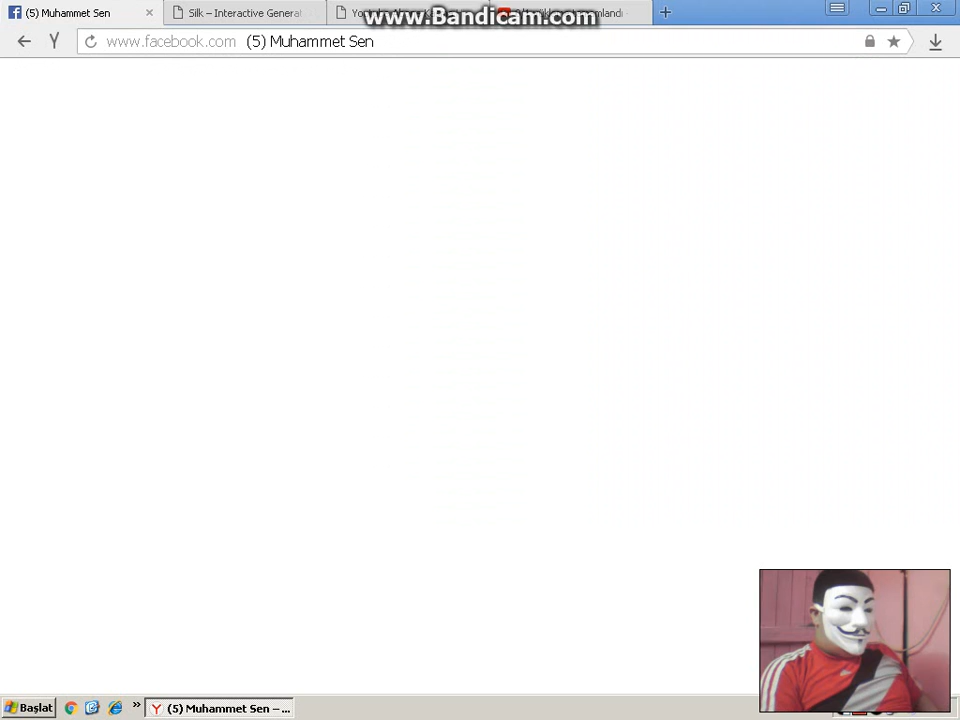 (5) Muhammet Sen
Silk – Interactive Generat
www.Bandicam.com
www.facebook.com (5) Muhammet Sen
Başlat
(5) Muhammet Sen – ...